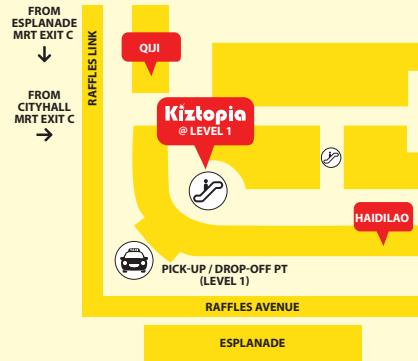 FROM
ESPLANADE
MRT EXIT C
FROM
CITYHALL
MRT EXIT C
RAFFLES LINK
QIJI
Kiztopia
@ LEVEL 1
HAIDILAO
PICK-UP / DROP-OFF PT
(LEVEL 1)
RAFFLES AVENUE
ESPLANADE